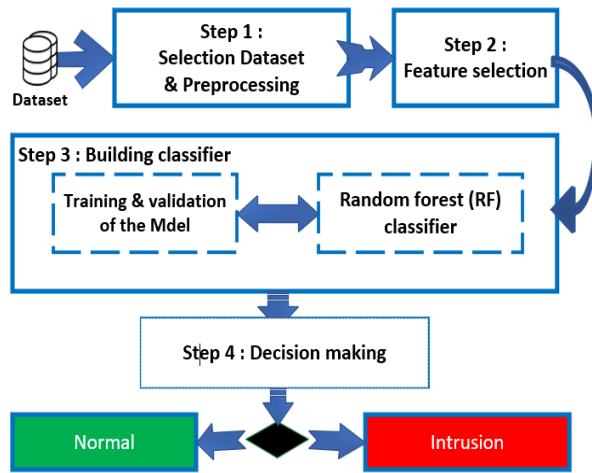 Dataset
Step 1 :
Selection Dataset
& Preprocessing
Step 2 :
Feature selection
Step 3 : Building classifier
Training & validation
of the Mdel
Random forest (RF)
classifier
Step 4 : Decision making
Normal
Intrusion